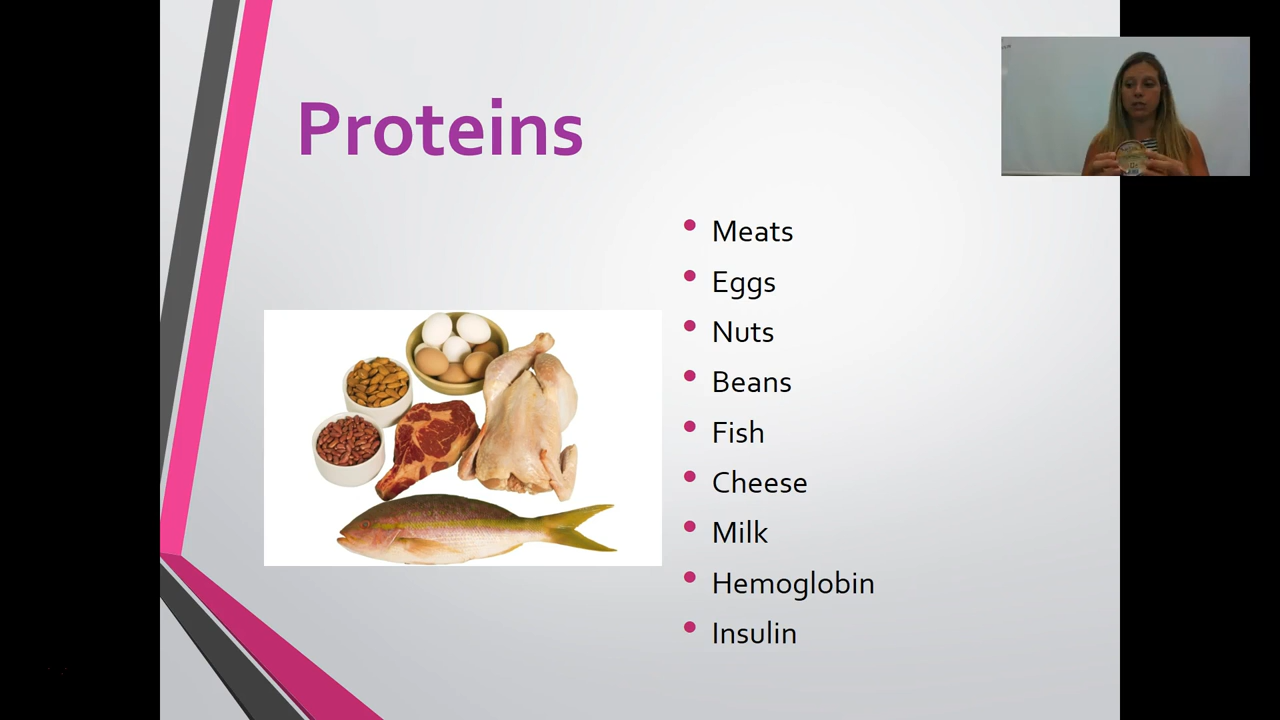 Proteins
Meats
Eggs
Nuts
Beans
Fish
Cheese
Milk
Hemoglobin
Insulin